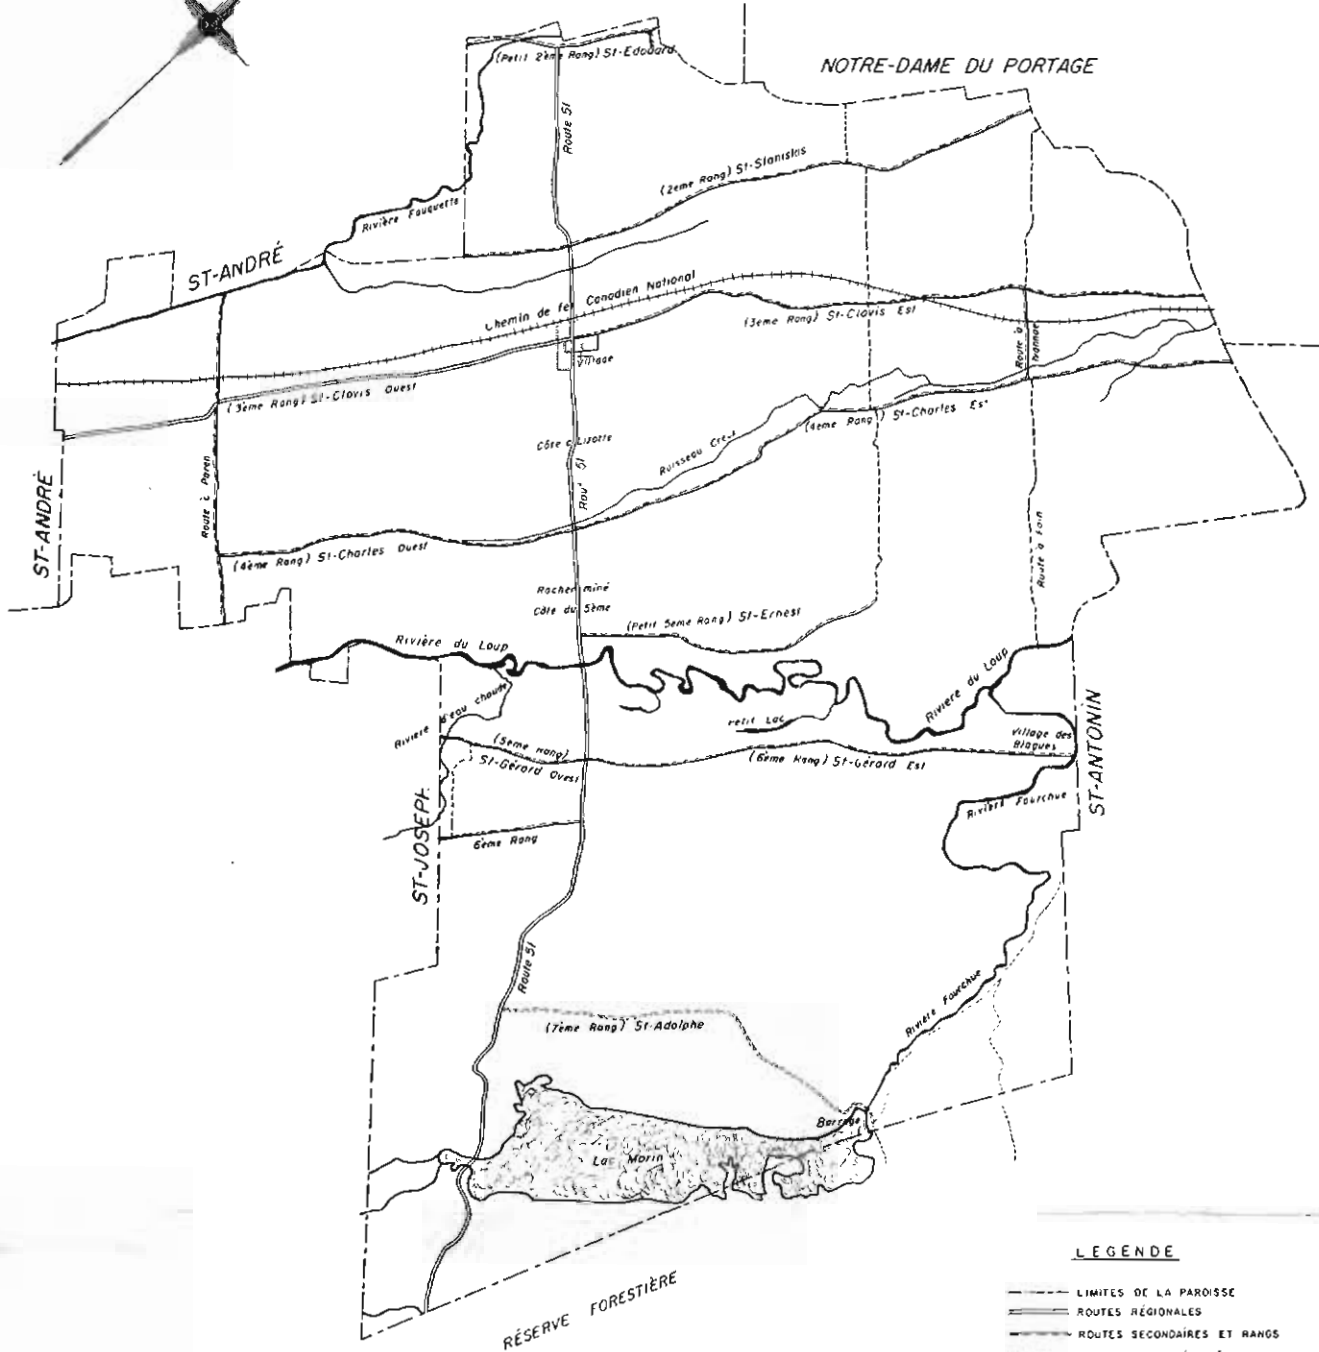 (Petit 2ème Rang) St-Edouard
NOTRE-DAME DU PORTAGE
Route 51
(2ème Rang) St-Stanislas
Rivière Fouquette
ST-ANDRÉ
Chemin de fer Canadien National
(3ème Rang) St-Clovis Est
Route à
Village
(3ème Rang) St-Clovis Ouest
(4ème Rang) St-Charles Est
Côte à Lizotte
Ruisseau
51
Route à
ST-ANDRÉ
(4ème Rang) St-Charles Ouest
Route à Foin
Rocher miné
Côte du 5ème
(Petit 5ème Rang) St-Ernest
Rivière du Loup
Rivière du Loup
Rivière d'eau chaude
Petit Lac
Village des
Blagues
ST-ANTONIN
(5ème Rang)
St-Gérard Ouest
(6ème Rang) St-Gérard Est
Rivière Fourchue
6ème Rang
ST-JOSEPH
Route 51
Rivière Fourchue
(7ème Rang) St-Adolphe
Barrage
Lac Morin
RÉSERVE FORESTIÈRE
LEGENDE
LIMITES DE LA PAROISSE
ROUTES RÉGIONALES
ROUTES SECONDAIRES ET RANGS